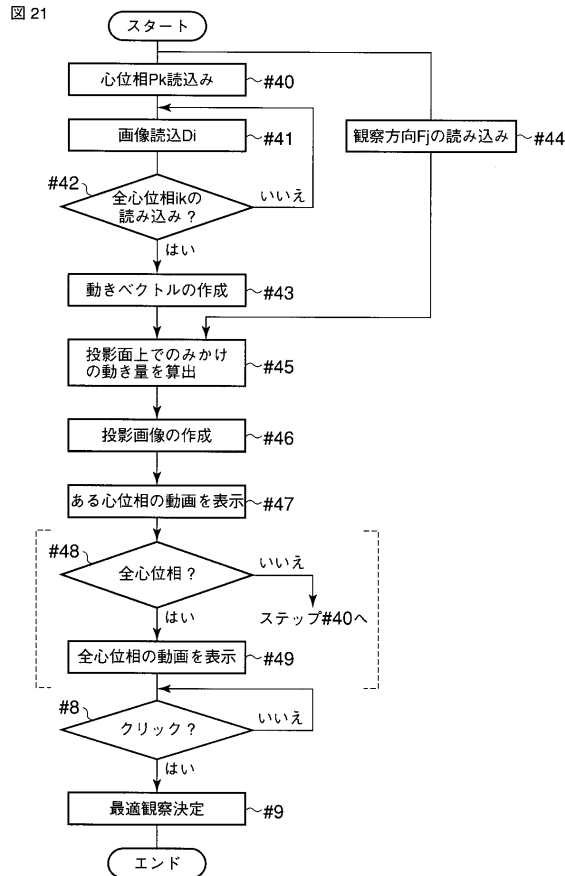 図 21
スタート
心位相Pk読込み
#40
画像読込Di
#41
観察方向Fjの読み込み
#44
#42
全心位相ikの
読み込み？
いいえ
はい
動きベクトルの作成
#43
投影面上でのみかけ
の動き量を算出
#45
投影画像の作成
#46
ある心位相の動画を表示
#47
#48
全心位相？
いいえ
ステップ#40へ
はい
全心位相の動画を表示
#49
#8
クリック？
いいえ
はい
最適観察決定
#9
エンド